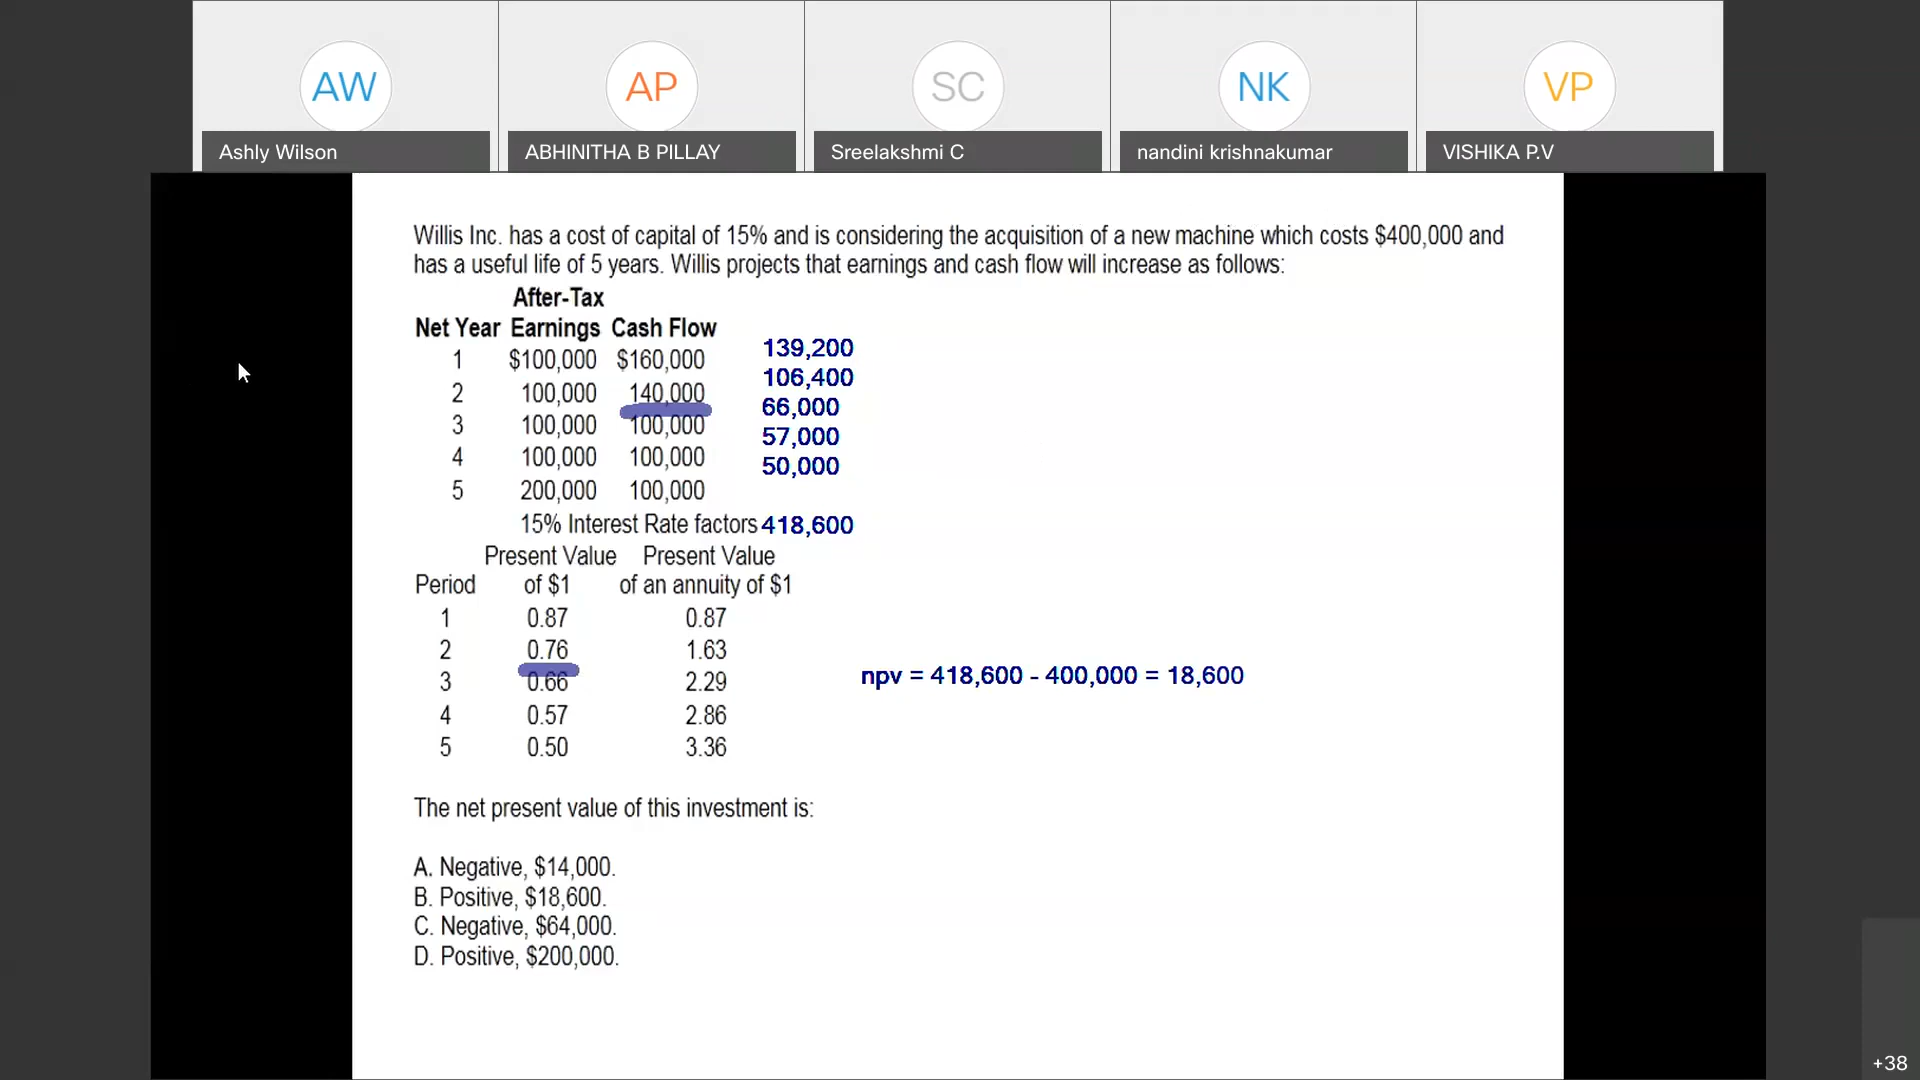 AW
AP
SC
NK
VP
Ashly Wilson
ABHINITHA B PILLAY
Sreelakshmi C
nandini krishnakumar
VISHIKA P.V
Willis Inc. has a cost of capital of 15% and is considering the acquisition of a new machine which costs $400,000 and
has a useful life of 5 years. Willis projects that earnings and cash flow will increase as follows:
After-Tax
Net Year Earnings Cash Flow
1 $100,000 $160,000 139,200
2 100,000 140,000 106,400
3 100,000 100,000 66,000
4 100,000 100,000 57,000
5 200,000 100,000 50,000
15% Interest Rate factors 418,600
Present Value Present Value
Period of $1 of an annuity of $1
1 0.87 0.87
2 0.76 1.63
3 0.66 2.29
4 0.57 2.86
5 0.50 3.36
npv = 418,600 - 400,000 = 18,600
The net present value of this investment is:
A. Negative, $14,000.
B. Positive, $18,600.
C. Negative, $64,000.
D. Positive, $200,000.
+38